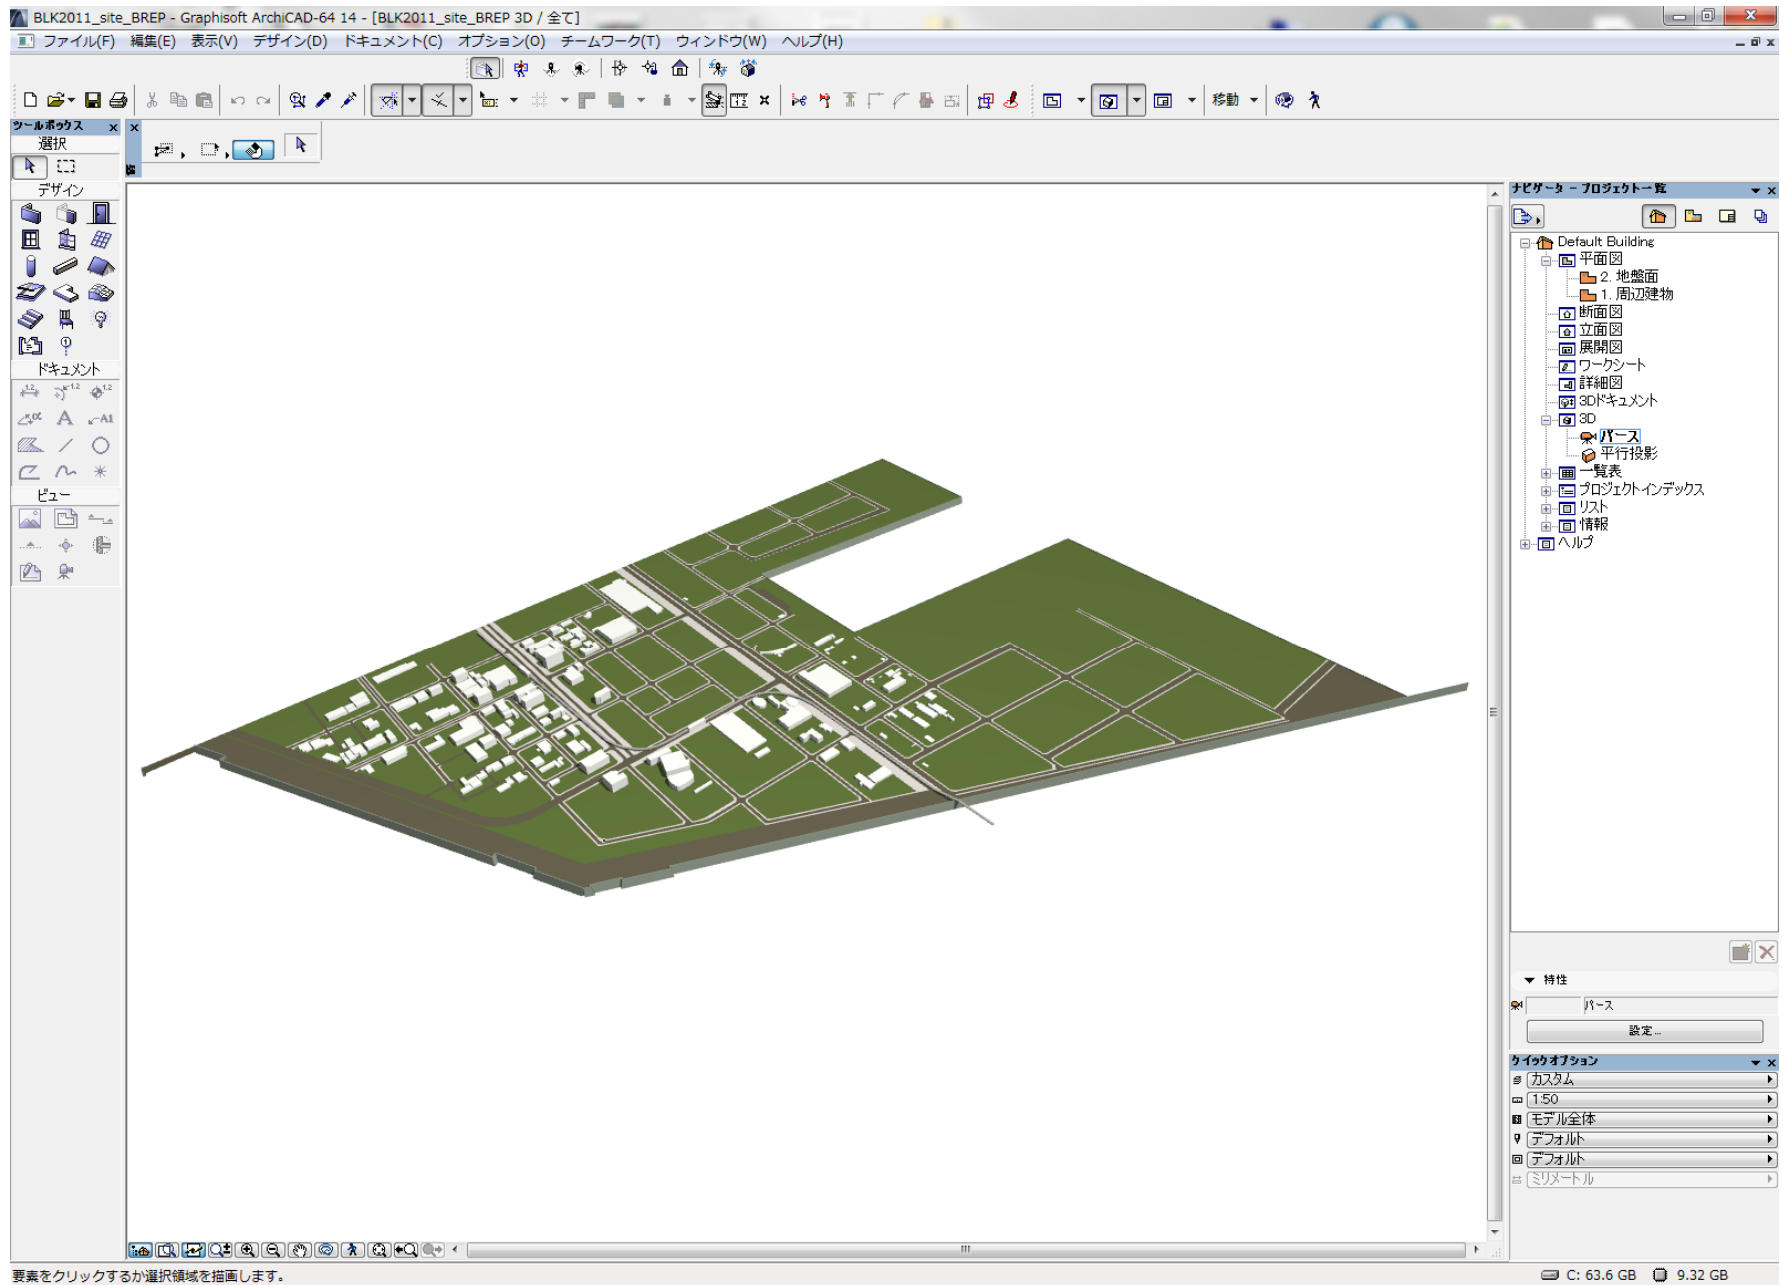 BLK2011_site_BREP - Graphisoft ArchiCAD-64 14 - [BLK2011_site_BREP 3D / 全て]
ファイル(F) 編集(E) 表示(V) デザイン(D) ドキュメント(C) オプション(O) チームワーク(T) ウィンドウ(W) ヘルプ(H)
移動
ツールボックス
選択
デザイン
ドキュメント
ビュー
ナビゲータ - プロジェクト一覧
Default Building
平面図
2. 地盤面
1. 周辺建物
断面図
立面図
展開図
ワークシート
詳細図
3Dドキュメント
3D
パース
平行投影
一覧表
プロジェクトインデックス
リスト
情報
ヘルプ
特性
パース
設定...
クイックオプション
カスタム
1:50
モデル全体
デフォルト
デフォルト
ミリメートル
要素をクリックするか選択領域を描画します。
C: 63.6 GB 9.32 GB